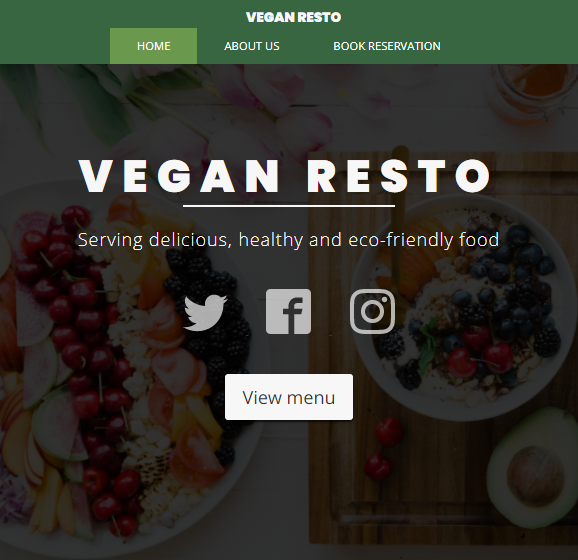 VEGAN RESTO
HOME ABOUT US BOOK RESERVATION
VEGAN RESTO
Serving delicious, healthy and eco-friendly food
View menu